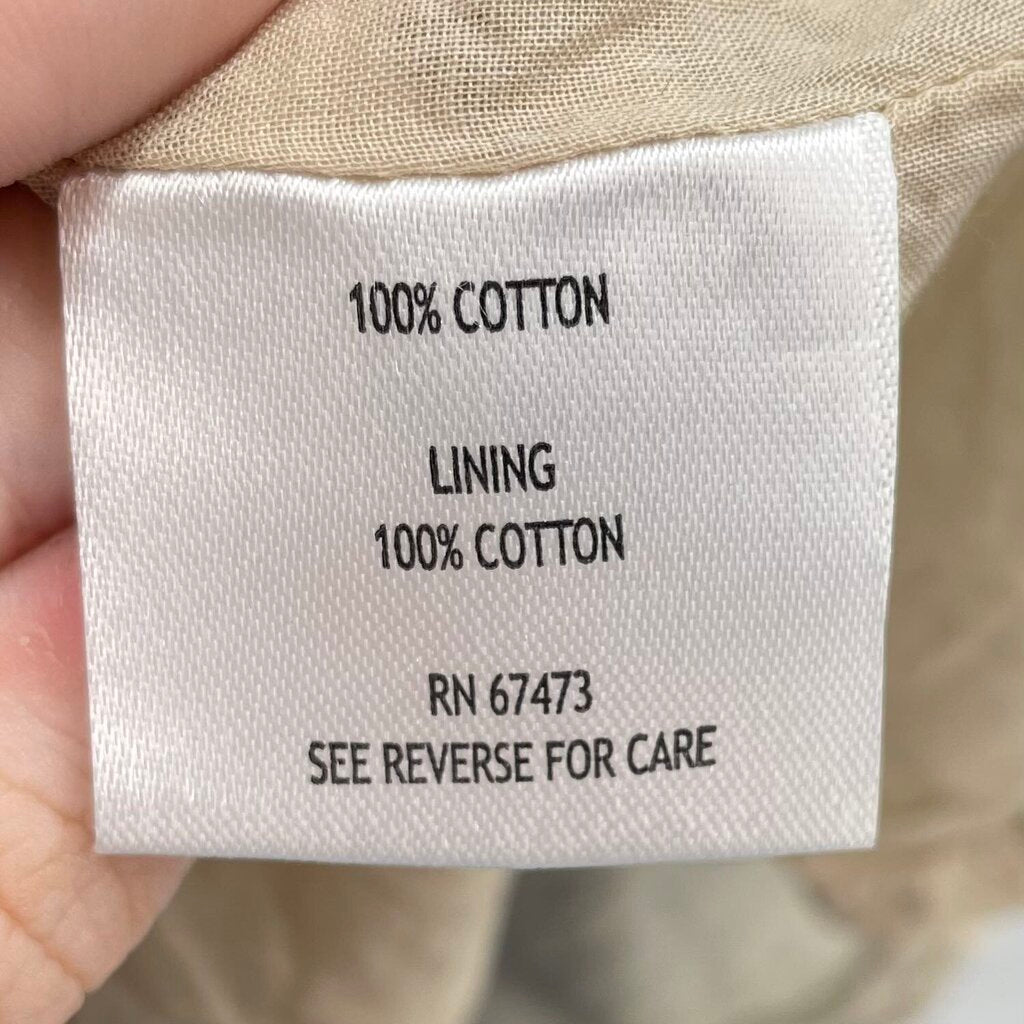 100% COTTON
LINING
100% COTTON
RN 67473
SEE REVERSE FOR CARE